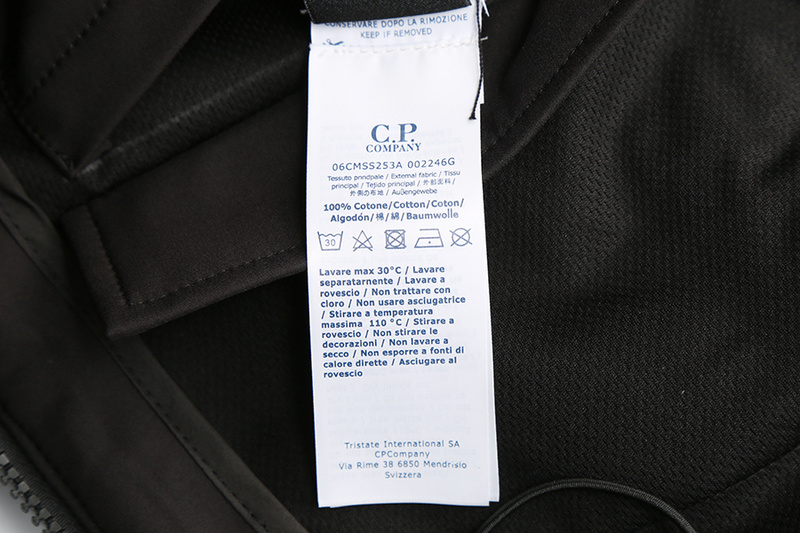 CONSERVARE DOPO LA RIMOZIONE
KEEP IF REMOVED
C.P.
COMPANY
06CMSS253A 002246G
Tessuto principale / External fabric / Tissu
principal / Tejido principal / 外部面料 /
外側の布地 / Außengewebe
100% Cotone/Cotton/Coton/
Algodón/棉/綿/Baumwolle
30
Lavare max 30°C / Lavare
separatarnente / Lavare a
rovescio / Non trattare con
cloro / Non usare asciugatrice
/ Stirare a temperatura
massima 110°C / Stirare a
rovescio / Non stirare le
decorazioni / Non lavare a
secco / Non esporre a fonti di
calore dirette / Asciugare al
rovescio
Tristate International SA
CPCompany
Via Rime 38 6850 Mendrisio
Svizzera